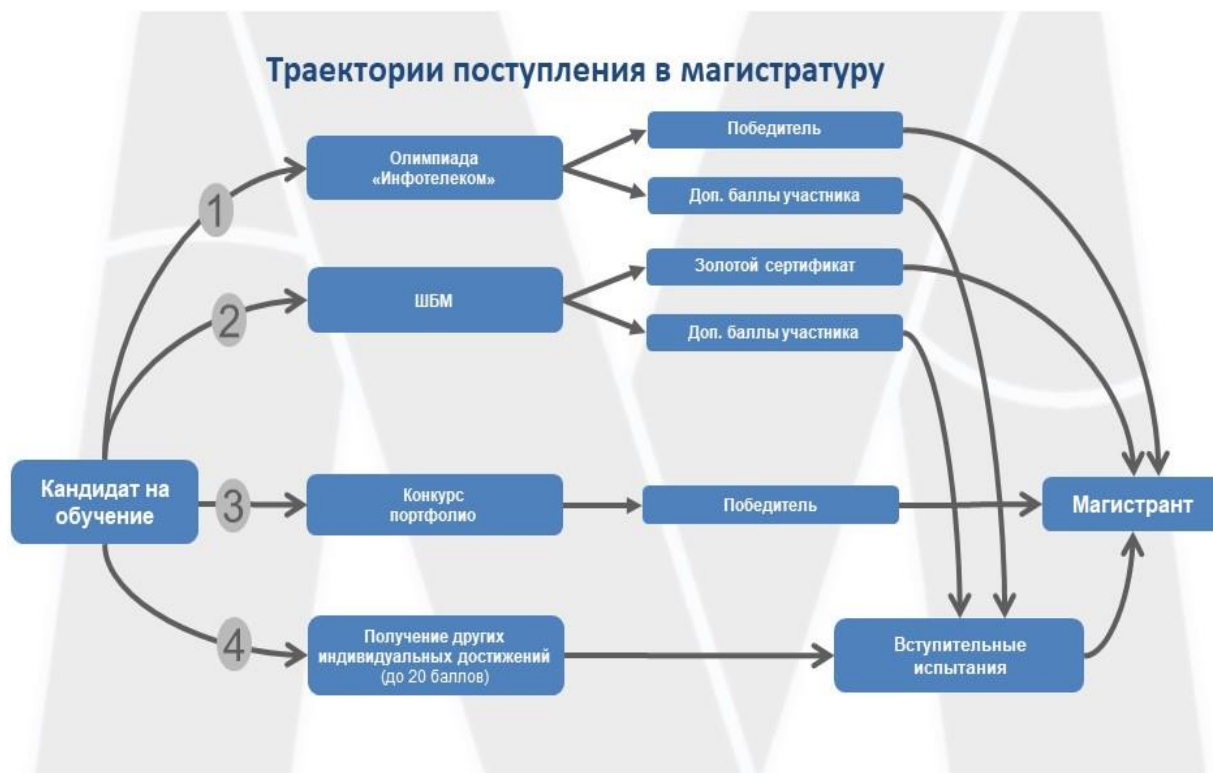 Траектории поступления в магистратуру
Олимпиада
«Инфотелеком»
Победитель
Доп. баллы участника
1
ШБМ
Золотой сертификат
Доп. баллы участника
2
Кандидат на
обучение
3
Конкурс
портфолио
Победитель
Магистрант
4
Получение других
индивидуальных достижений
(до 20 баллов)
Вступительные
испытания